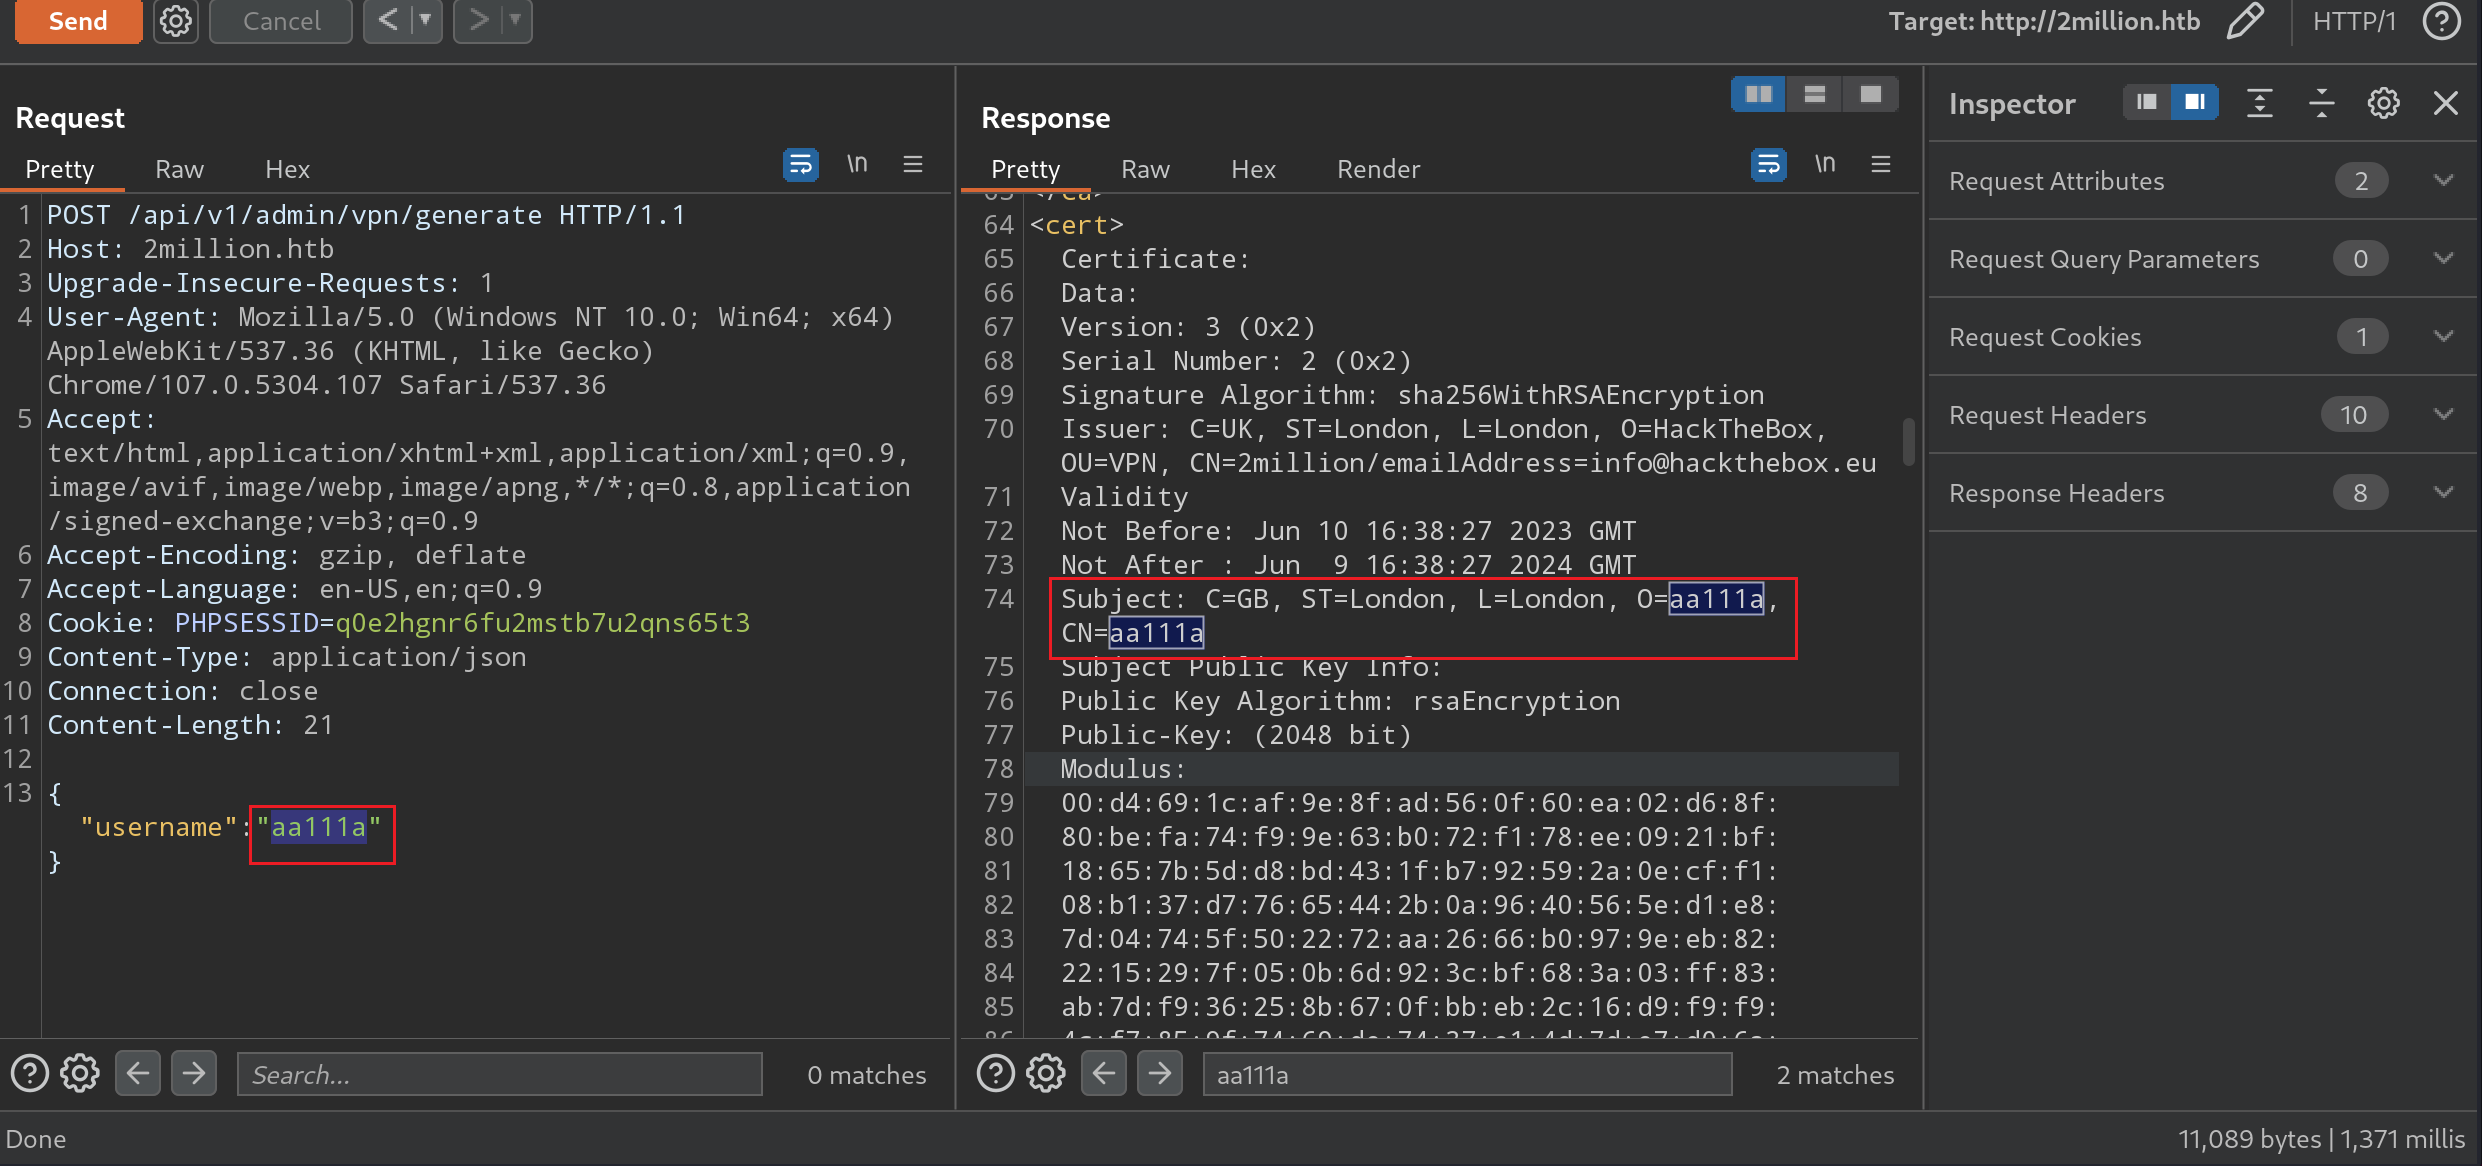 Send
Cancel
Target: http://2million.htb
HTTP/1
Request
Pretty
Raw
Hex
\n
1 POST /api/v1/admin/vpn/generate HTTP/1.1
2 Host: 2million.htb
3 Upgrade-Insecure-Requests: 1
4 User-Agent: Mozilla/5.0 (Windows NT 10.0; Win64; x64)
AppleWebKit/537.36 (KHTML, like Gecko)
Chrome/107.0.5304.107 Safari/537.36
5 Accept:
text/html,application/xhtml+xml,application/xml;q=0.9,
image/avif,image/webp,image/apng,*/*;q=0.8,application
/signed-exchange;v=b3;q=0.9
6 Accept-Encoding: gzip, deflate
7 Accept-Language: en-US,en;q=0.9
8 Cookie: PHPSESSID=q0e2hgnr6fu2mstb7u2qns65t3
9 Content-Type: application/json
10 Connection: close
11 Content-Length: 21
12
13 {
"username":"aa111a"
}
Search...
0 matches
Response
Pretty
Raw
Hex
Render
\n
63 </ca>
64 <cert>
65 Certificate:
66 Data:
67 Version: 3 (0x2)
68 Serial Number: 2 (0x2)
69 Signature Algorithm: sha256WithRSAEncryption
70 Issuer: C=UK, ST=London, L=London, O=HackTheBox,
OU=VPN, CN=2million/emailAddress=info@hackthebox.eu
71 Validity
72 Not Before: Jun 10 16:38:27 2023 GMT
73 Not After : Jun  9 16:38:27 2024 GMT
74 Subject: C=GB, ST=London, L=London, O=aa111a,
CN=aa111a
75 Subject Public Key Info:
76 Public Key Algorithm: rsaEncryption
77 Public-Key: (2048 bit)
78 Modulus:
79 00:d4:69:1c:af:9e:8f:ad:56:0f:60:ea:02:d6:8f:
80 80:be:fa:74:f9:9e:63:b0:72:f1:78:ee:09:21:bf:
81 18:65:7b:5d:d8:bd:43:1f:b7:92:59:2a:0e:cf:f1:
82 08:b1:37:d7:76:65:44:2b:0a:96:40:56:5e:d1:e8:
83 7d:04:74:5f:50:22:72:aa:26:66:b0:97:9e:eb:82:
84 22:15:29:7f:05:0b:6d:92:3c:bf:68:3a:03:ff:83:
85 ab:7d:f9:36:25:8b:67:0f:bb:eb:2c:16:d9:f9:f9:
86
aa111a
2 matches
Inspector
Request Attributes 2
Request Query Parameters 0
Request Cookies 1
Request Headers 10
Response Headers 8
Done
11,089 bytes | 1,371 millis